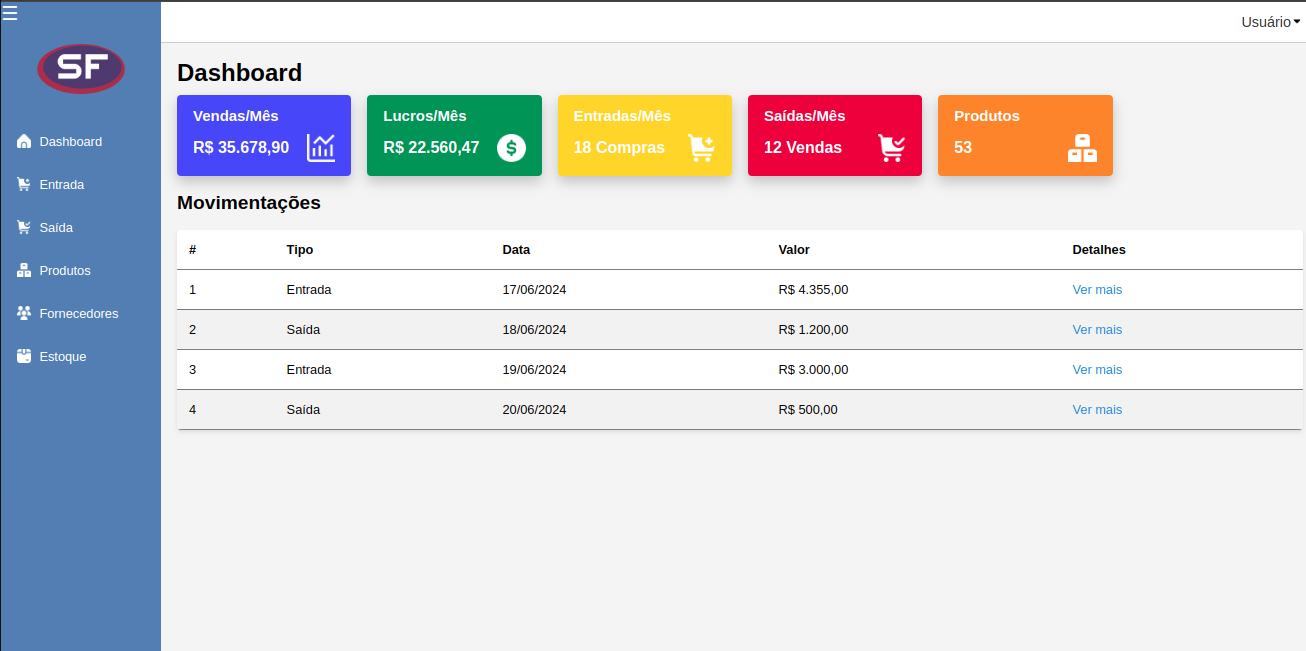 Usuário
SF
Dashboard
Entrada
Saída
Produtos
Fornecedores
Estoque
Dashboard
Vendas/Mês
R$ 35.678,90
Lucros/Mês
R$ 22.560,47
Entradas/Mês
18 Compras
Saídas/Mês
12 Vendas
Produtos
53
Movimentações
# Tipo Data Valor Detalhes
1 Entrada 17/06/2024 R$ 4.355,00 Ver mais
2 Saída 18/06/2024 R$ 1.200,00 Ver mais
3 Entrada 19/06/2024 R$ 3.000,00 Ver mais
4 Saída 20/06/2024 R$ 500,00 Ver mais